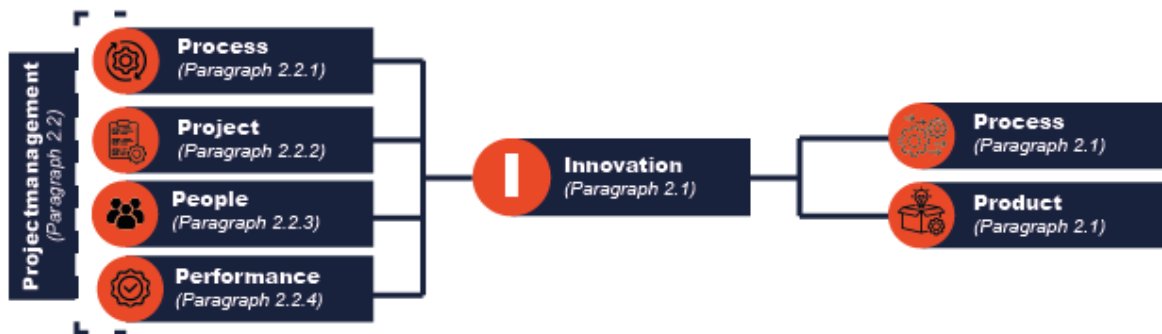 Projectmanagement
(Paragraph 2.2)
Process
(Paragraph 2.2.1)
Project
(Paragraph 2.2.2)
People
(Paragraph 2.2.3)
Performance
(Paragraph 2.2.4)
I
Innovation
(Paragraph 2.1)
Process
(Paragraph 2.1)
Product
(Paragraph 2.1)